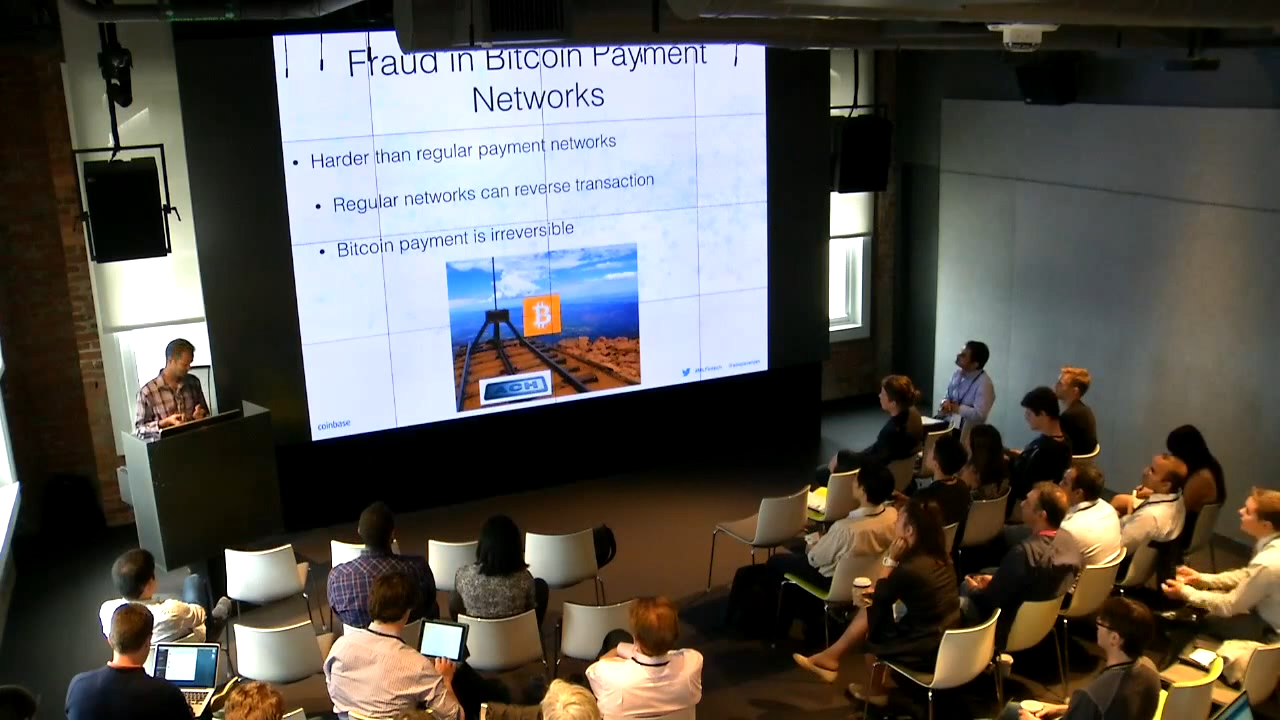 Fraud in Bitcoin Payment
Networks
• Harder than regular payment networks
• Regular networks can reverse transaction
• Bitcoin payment is irreversible
ACH
coinbase